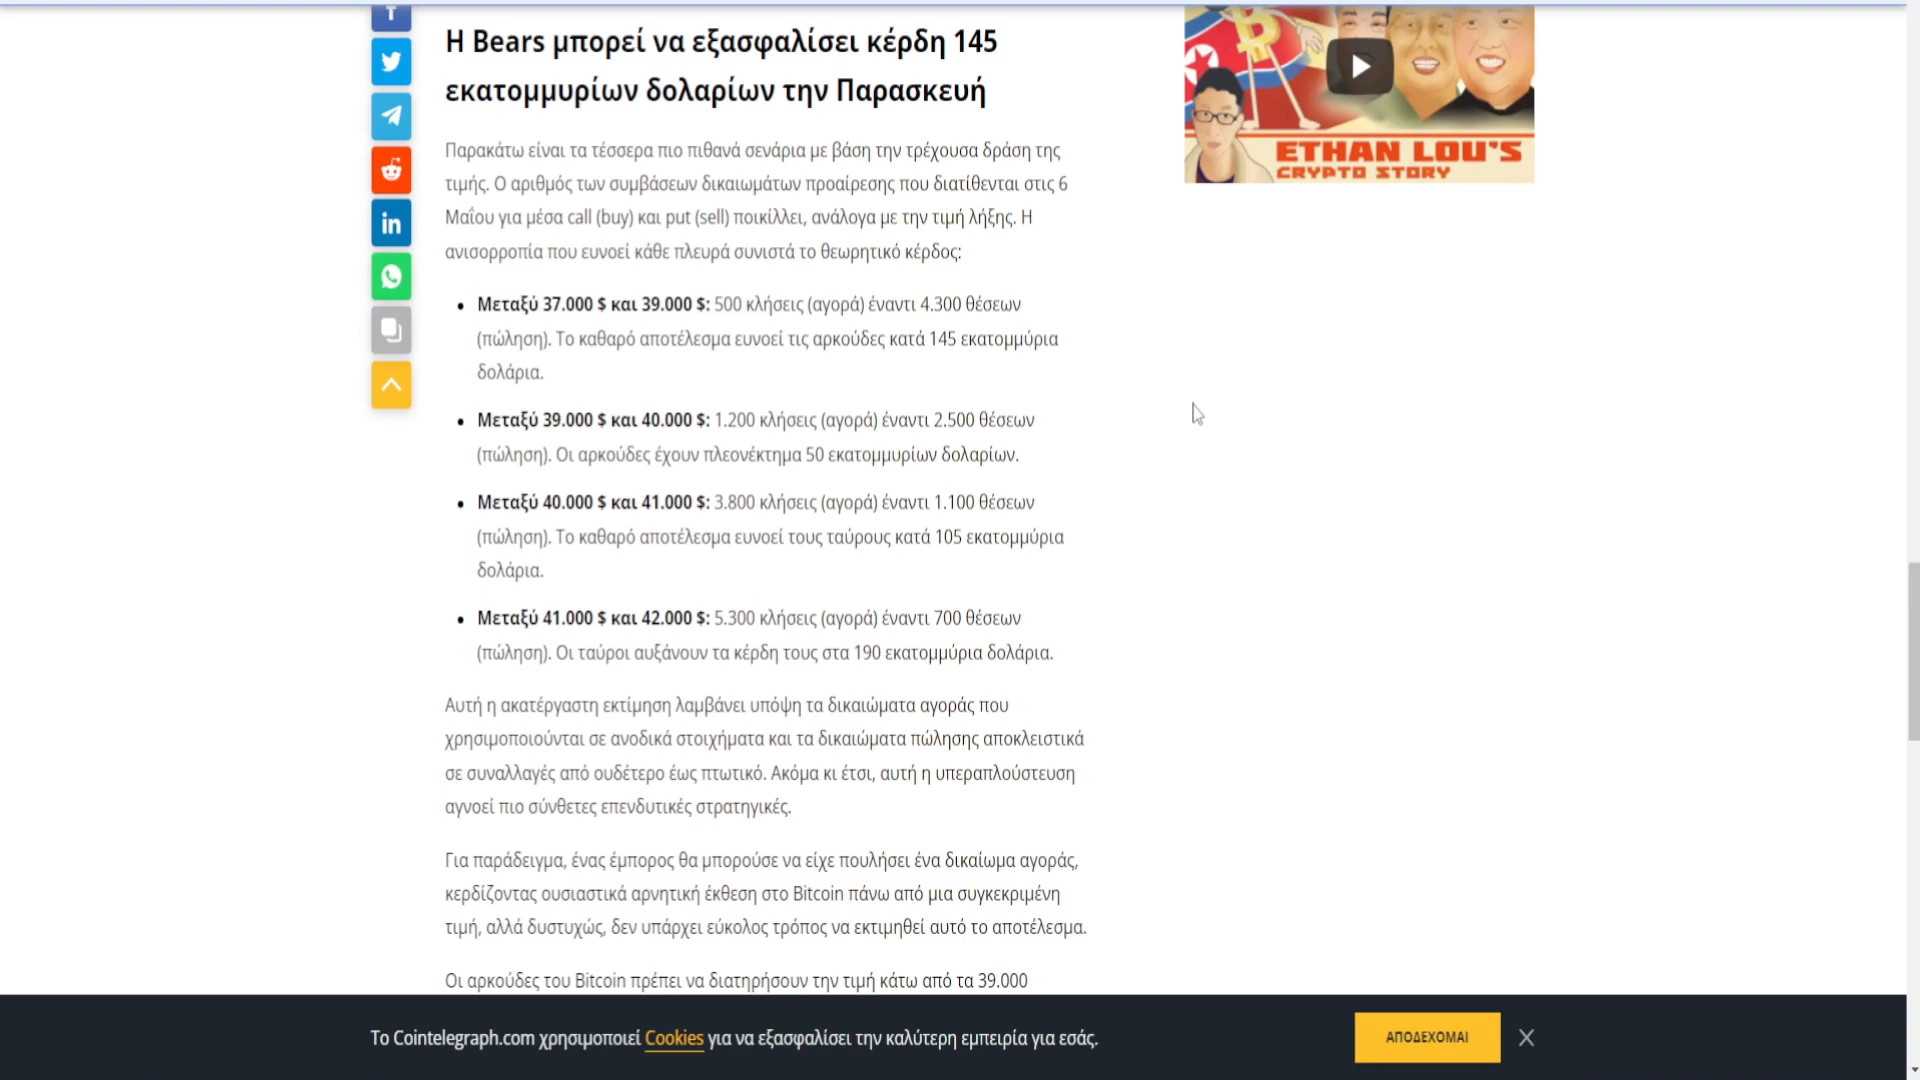 Η Bears μπορεί να εξασφαλίσει κέρδη 145
εκατομμυρίων δολαρίων την Παρασκευή
Παρακάτω είναι τα τέσσερα πιο πιθανά σενάρια με βάση την τρέχουσα δράση της
τιμής. Ο αριθμός των συμβάσεων δικαιωμάτων προαίρεσης που διατίθενται στις 6
Μαΐου για μέσα call (buy) και put (sell) ποικίλλει, ανάλογα με την τιμή λήξης. Η
ανισορροπία που ευνοεί κάθε πλευρά συνιστά το θεωρητικό κέρδος:
• Μεταξύ 37.000 $ και 39.000 $: 500 κλήσεις (αγορά) έναντι 4.300 θέσεων
(πώληση). Το καθαρό αποτέλεσμα ευνοεί τις αρκούδες κατά 145 εκατομμύρια
δολάρια.
• Μεταξύ 39.000 $ και 40.000 $: 1.200 κλήσεις (αγορά) έναντι 2.500 θέσεων
(πώληση). Οι αρκούδες έχουν πλεονέκτημα 50 εκατομμυρίων δολαρίων.
• Μεταξύ 40.000 $ και 41.000 $: 3.800 κλήσεις (αγορά) έναντι 1.100 θέσεων
(πώληση). Το καθαρό αποτέλεσμα ευνοεί τους ταύρους κατά 105 εκατομμύρια
δολάρια.
• Μεταξύ 41.000 $ και 42.000 $: 5.300 κλήσεις (αγορά) έναντι 700 θέσεων
(πώληση). Οι ταύροι αυξάνουν τα κέρδη τους στα 190 εκατομμύρια δολάρια.
Αυτή η ακατέργαστη εκτίμηση λαμβάνει υπόψη τα δικαιώματα αγοράς που
χρησιμοποιούνται σε ανοδικά στοιχήματα και τα δικαιώματα πώλησης αποκλειστικά
σε συναλλαγές από ουδέτερο έως πτωτικό. Ακόμα κι έτσι, αυτή η υπεραπλούστευση
αγνοεί πιο σύνθετες επενδυτικές στρατηγικές.
Για παράδειγμα, ένας έμπορος θα μπορούσε να είχε πουλήσει ένα δικαίωμα αγοράς,
κερδίζοντας ουσιαστικά αρνητική έκθεση στο Bitcoin πάνω από μια συγκεκριμένη
τιμή, αλλά δυστυχώς, δεν υπάρχει εύκολος τρόπος να εκτιμηθεί αυτό το αποτέλεσμα.
Οι αρκούδες του Bitcoin πρέπει να διατηρήσουν την τιμή κάτω από τα 39.000
ETHAN LOU'S
CRYPTO STORY
Το Cointelegraph.com χρησιμοποιεί Cookies για να εξασφαλίσει την καλύτερη εμπειρία για εσάς.
ΑΠΟΔΕΧΟΜΑΙ